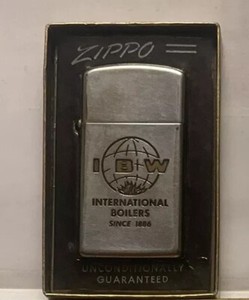 ZIPPO
IBW
INTERNATIONAL
BOILERS
SINCE 1886
UNCONDITIONALLY
GUARANTEED